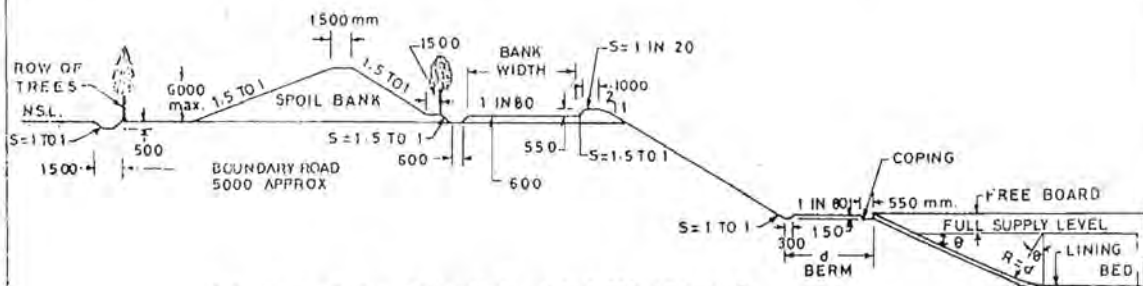 1500 mm
ROW OF
TREES
N.S.L.
S=1 TO 1
1500
500
6000
max.
1.5 TO 1
SPOIL BANK
1.5 TO 1
BOUNDARY ROAD
5000 APPROX
1500
S=1.5 TO 1
600
BANK
WIDTH
1 IN 80
600
550
S=1 IN 20
1000
2
1
S=1.5 TO 1
S=1 TO 1
1 IN 80
150
300
d
BERM
COPING
550 mm.
FREE BOARD
FULL SUPPLY LEVEL
θ
θ
R=d
LINING
BED